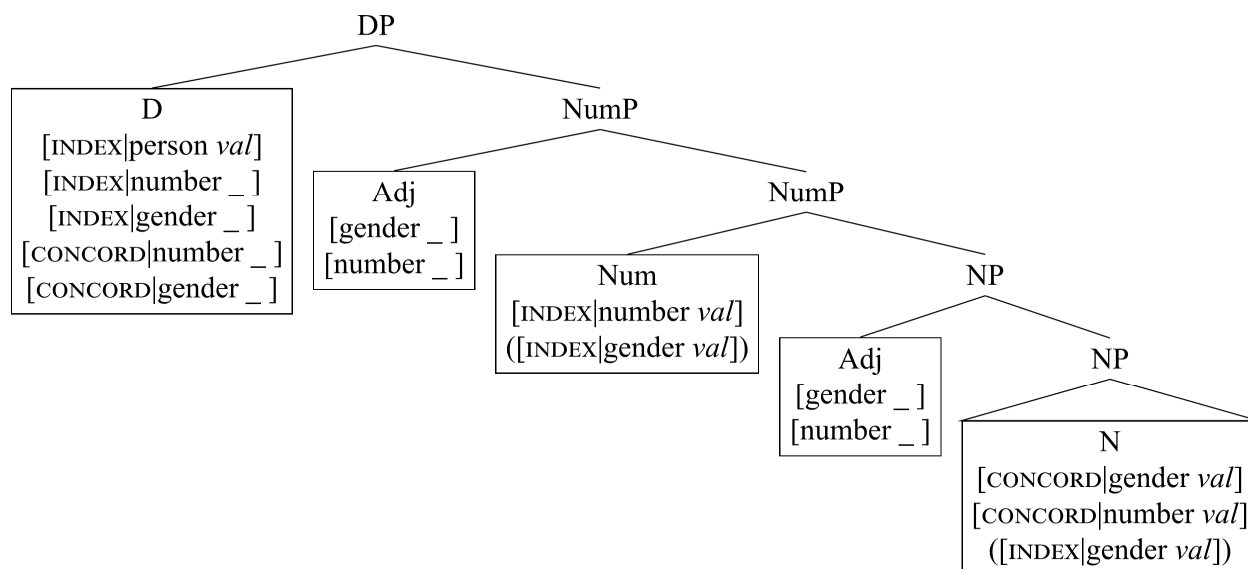 DP
D
[INDEX|person val]
[INDEX|number _ ]
[INDEX|gender _ ]
[CONCORD|number _ ]
[CONCORD|gender _ ]
NumP
Adj
[gender _ ]
[number _ ]
NumP
Num
[INDEX|number val]
([INDEX|gender val])
NP
Adj
[gender _ ]
[number _ ]
NP
N
[CONCORD|gender val]
[CONCORD|number val]
([INDEX|gender val])